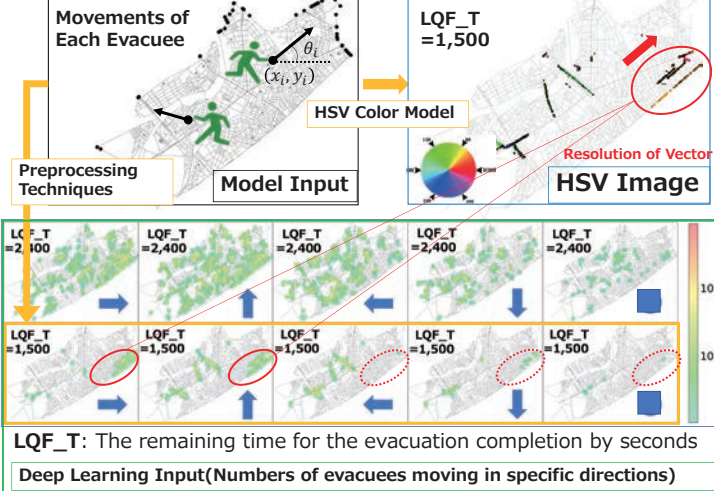 Movements of
Each Evacuee
θi
(xi, yi)
Model Input
HSV Color Model
Preprocessing
Techniques
LQF_T
=1,500
Resolution of Vector
HSV Image
LQF_T
=2,400
LQF_T
=2,400
LQF_T
=2,400
LQF_T
=2,400
LQF_T
=2,400
10
LQF_T
=1,500
LQF_T
=1,500
LQF_T
=1,500
LQF_T
=1,500
LQF_T
=1,500
10
LQF_T: The remaining time for the evacuation completion by seconds
Deep Learning Input(Numbers of evacuees moving in specific directions)